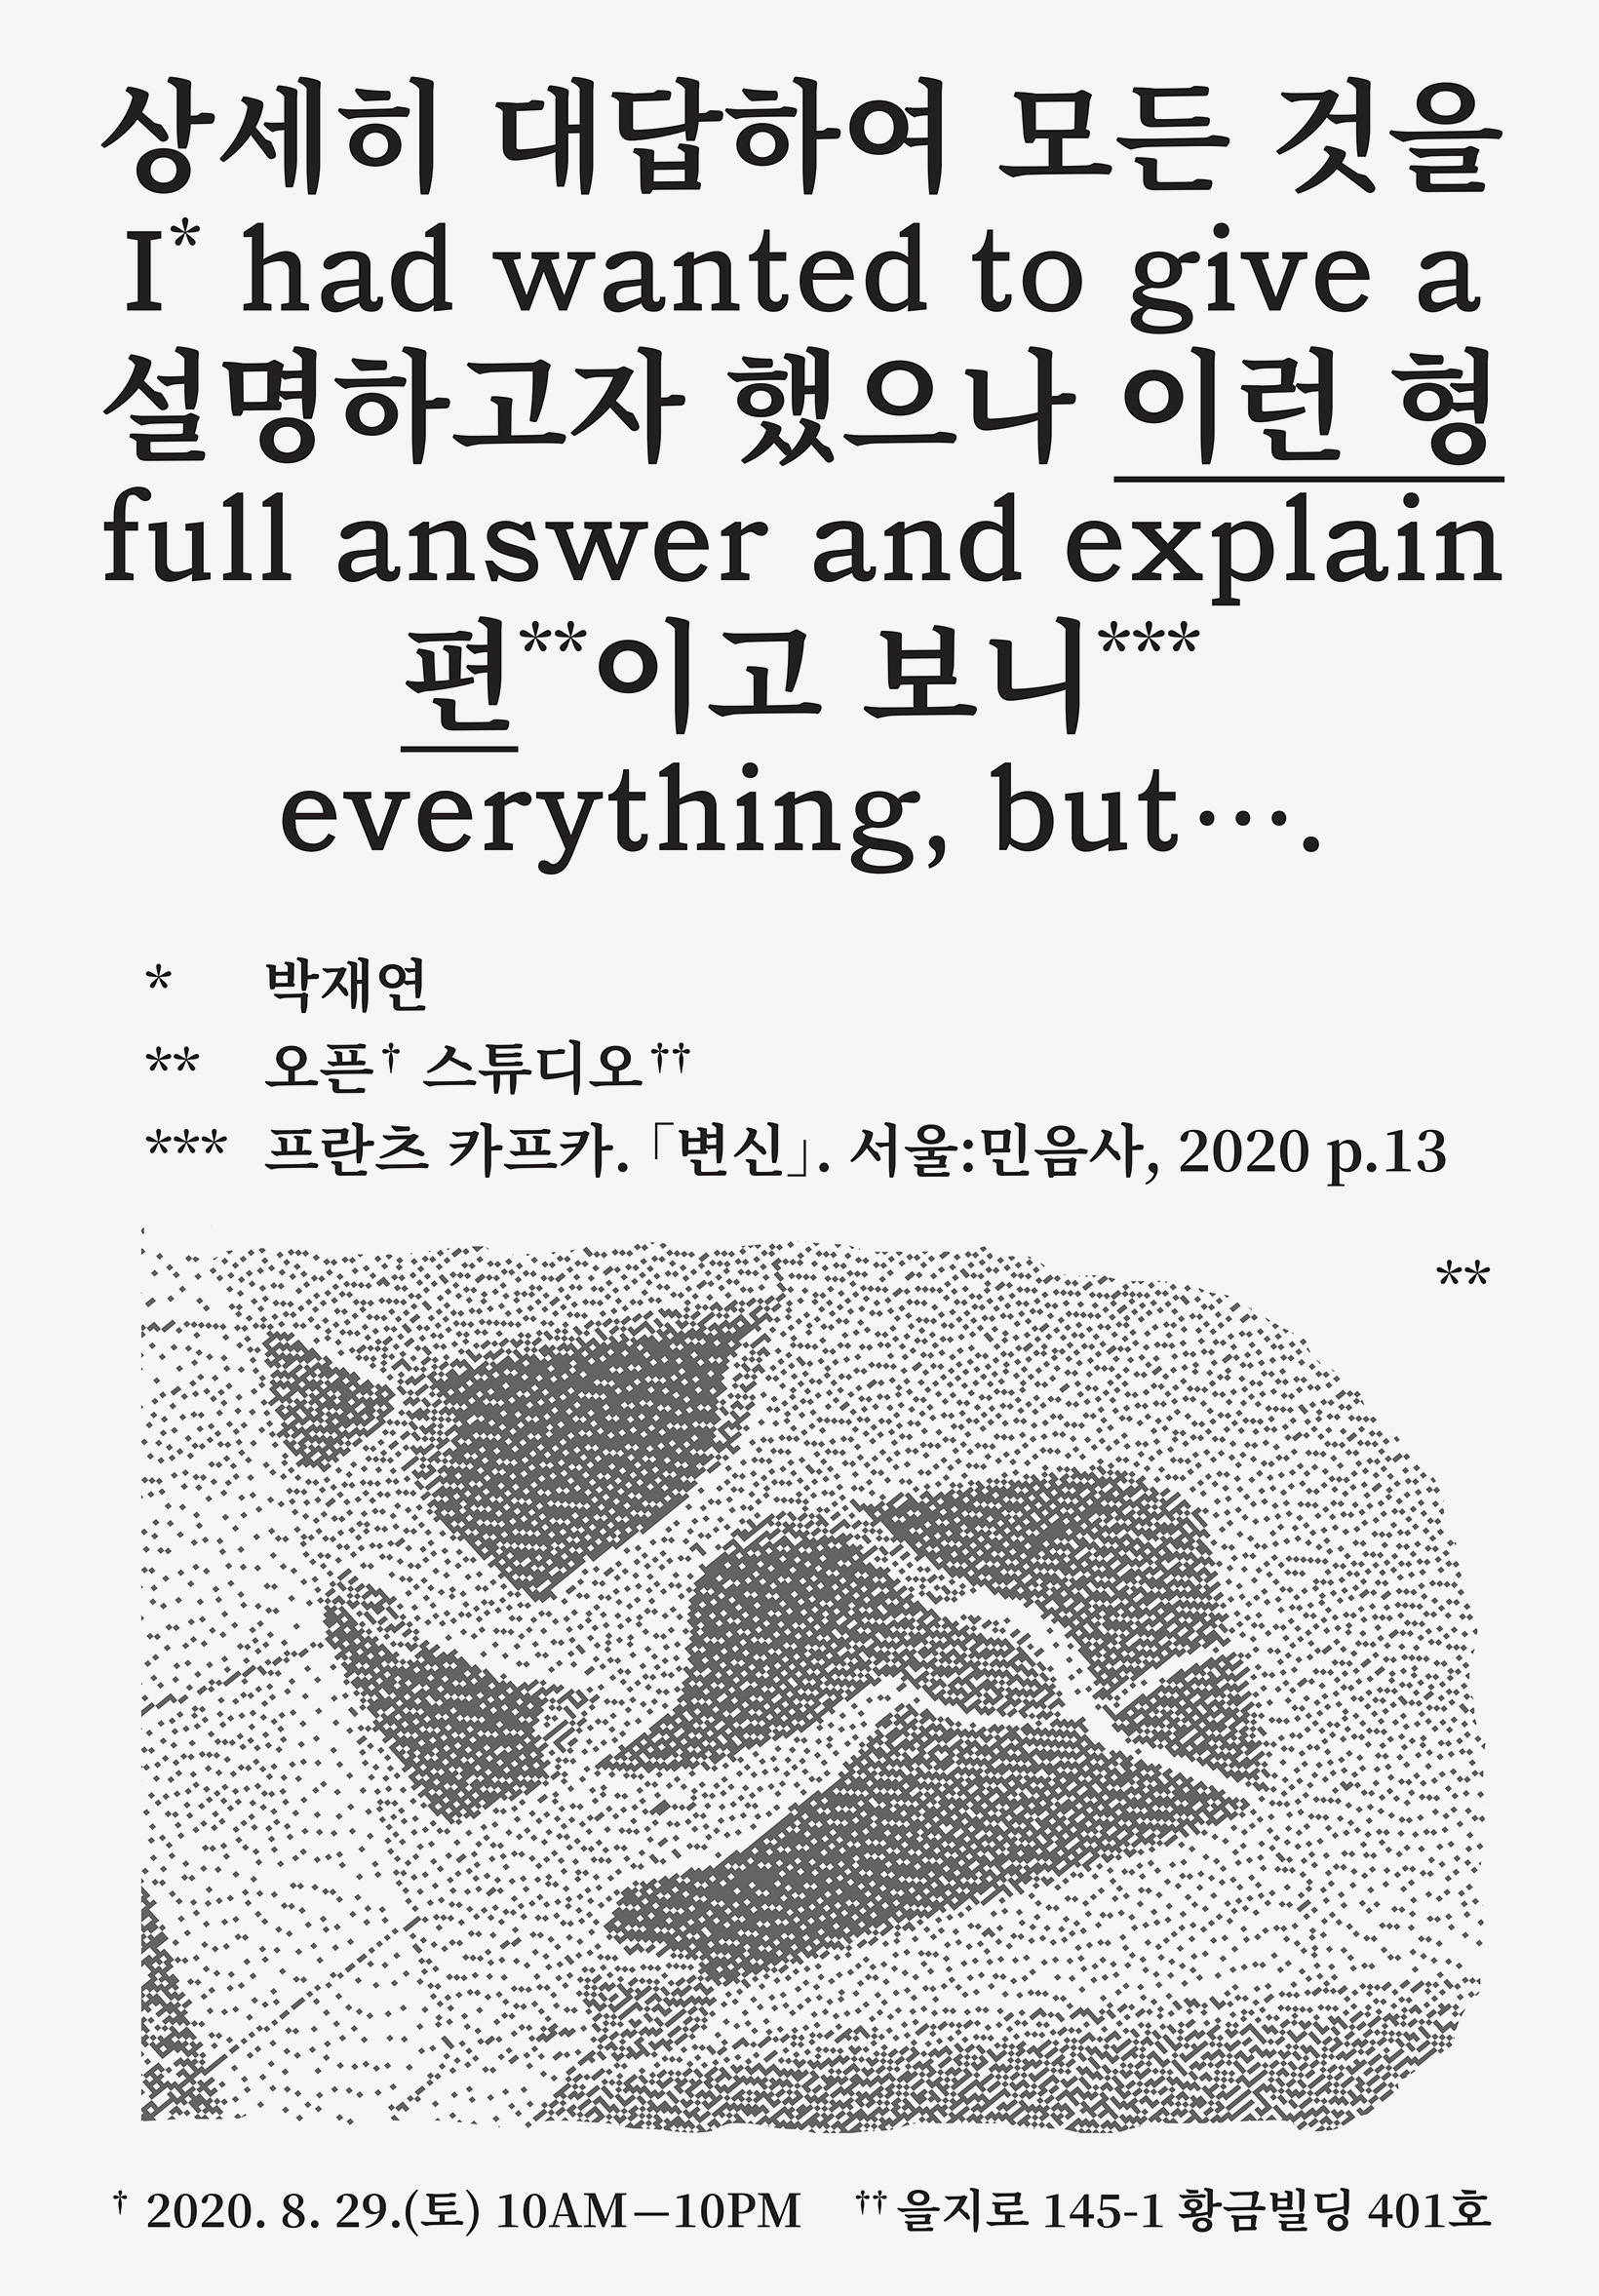 상세히 대답하여 모든 것을
I* had wanted to give a
설명하고자 했으나 이런 형
full answer and explain
편**이고 보니***
everything, but⋯.
* 박재연
** 오픈† 스튜디오††
*** 프란츠 카프카.「변신」. 서울:민음사, 2020 p.13
**
† 2020. 8. 29.(토) 10AM—10PM
†† 을지로 145-1 황금빌딩 401호